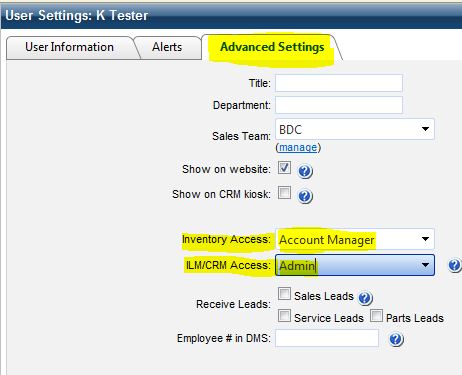 User Settings: K Tester
User Information Alerts Advanced Settings
Title:
Department:
Sales Team: BDC
(manage)
Show on website: ?
Show on CRM kiosk: ?
Inventory Access: Account Manager
ILM/CRM Access: Admin ?
Receive Leads: Sales Leads ?
Service Leads Parts Leads
Employee # in DMS: ?